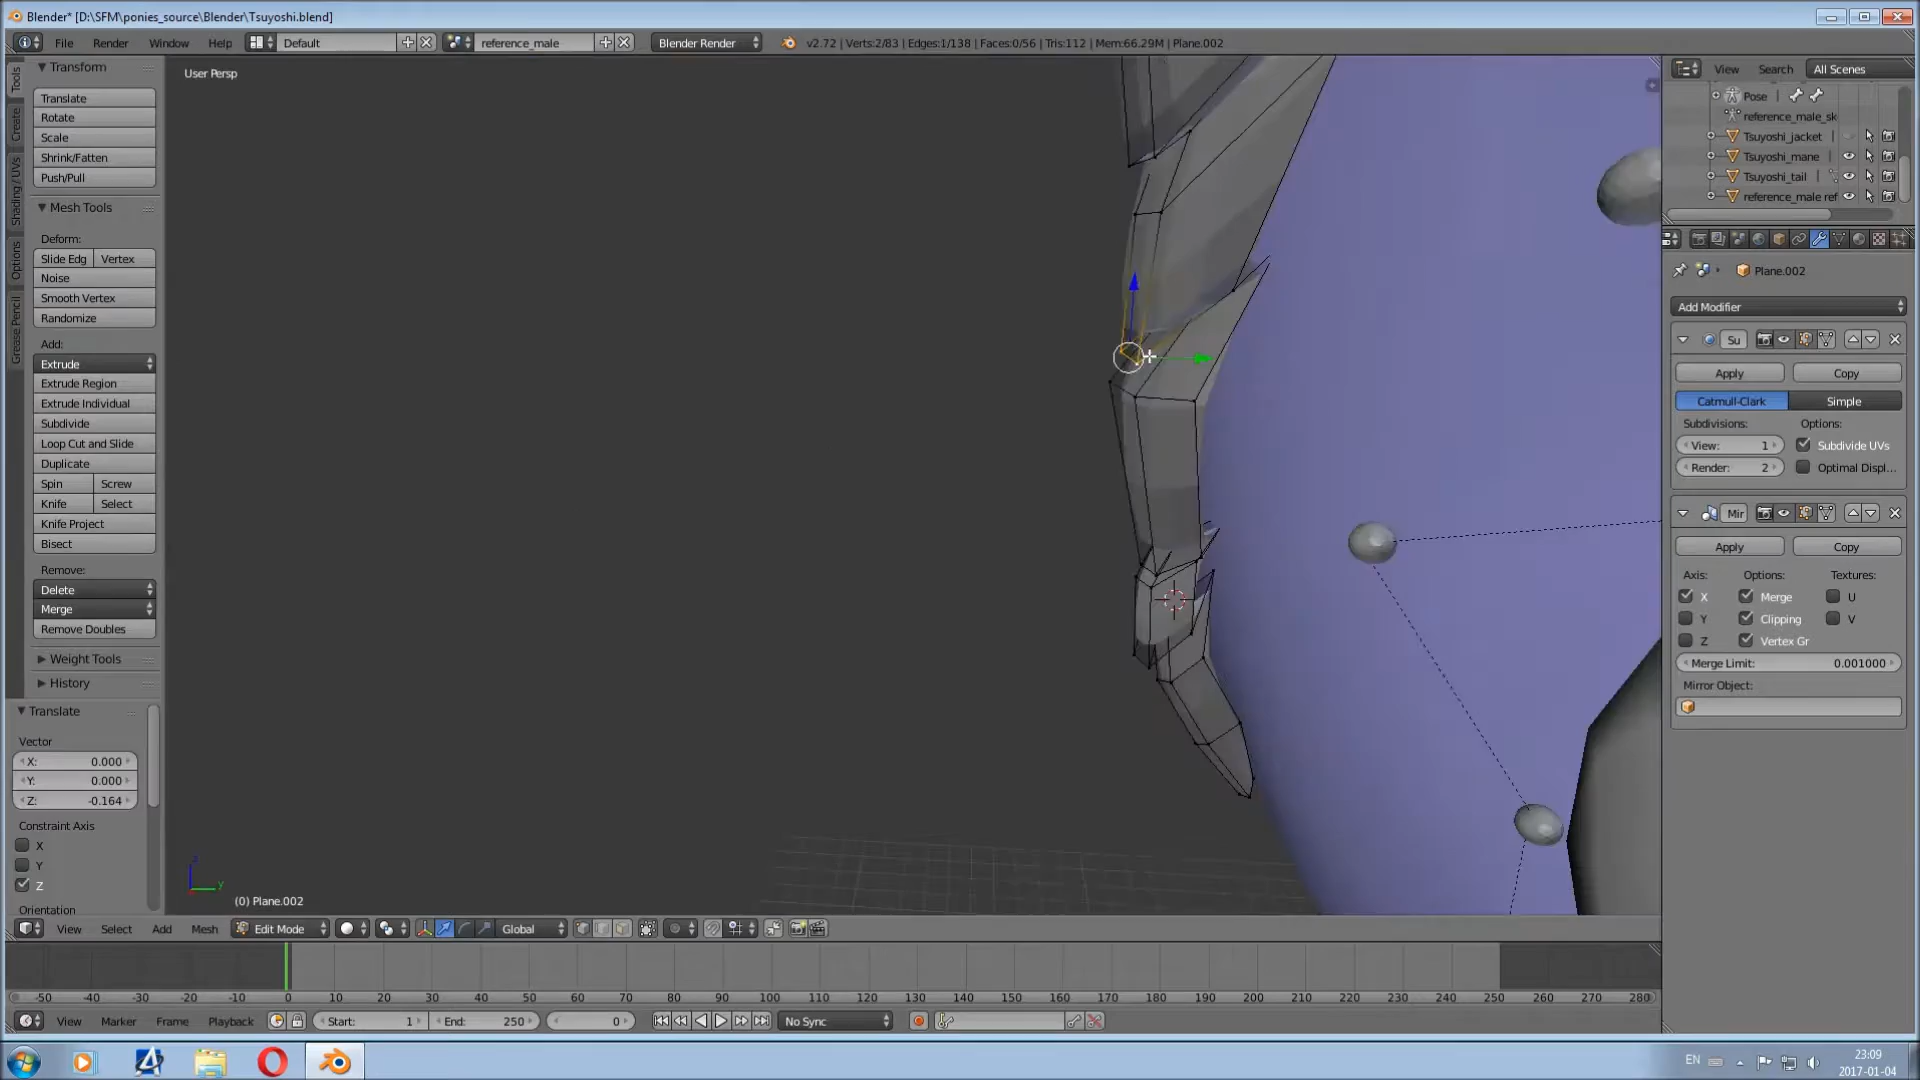 Blender* [D:\SFM\ponies_source\Blender\Tsuyoshi.blend]
File Render Window Help Default reference_male Blender Render v2.72 | Verts:2/83 | Edges:1/138 | Faces:0/56 | Tris:112 | Mem:66.29M | Plane.002
Tools
Create
Shading / UVs
Options
Grease Pencil
Transform
Translate
Rotate
Scale
Shrink/Fatten
Push/Pull
Mesh Tools
Deform:
Slide Edg Vertex
Noise
Smooth Vertex
Randomize
Add:
Extrude
Extrude Region
Extrude Individual
Subdivide
Loop Cut and Slide
Duplicate
Spin Screw
Knife Select
Knife Project
Bisect
Remove:
Delete
Merge
Remove Doubles
Weight Tools
History
Translate
Vector
X: 0.000
Y: 0.000
Z: -0.164
Constraint Axis
X
Y
Z
Orientation
User Persp
z
y
(0) Plane.002
View Search All Scenes
Pose
reference_male_sk
Tsuyoshi_jacket
Tsuyoshi_mane
Tsuyoshi_tail
reference_male ref
Plane.002
Add Modifier
Su
Apply Copy
Catmull-Clark Simple
Subdivisions: Options:
View: 1 Subdivide UVs
Render: 2 Optimal Displ...
Mir
Apply Copy
Axis: Options: Textures:
X Merge U
Y Clipping V
Z Vertex Gr
Merge Limit: 0.001000
Mirror Object:
View Select Add Mesh Edit Mode Global
-50 -40 -30 -20 -10 0 10 20 30 40 50 60 70 80 90 100 110 120 130 140 150 160 170 180 190 200 210 220 230 240 250 260 270 280
View Marker Frame Playback Start: 1 End: 250 0 No Sync
EN 23:09
2017-01-04